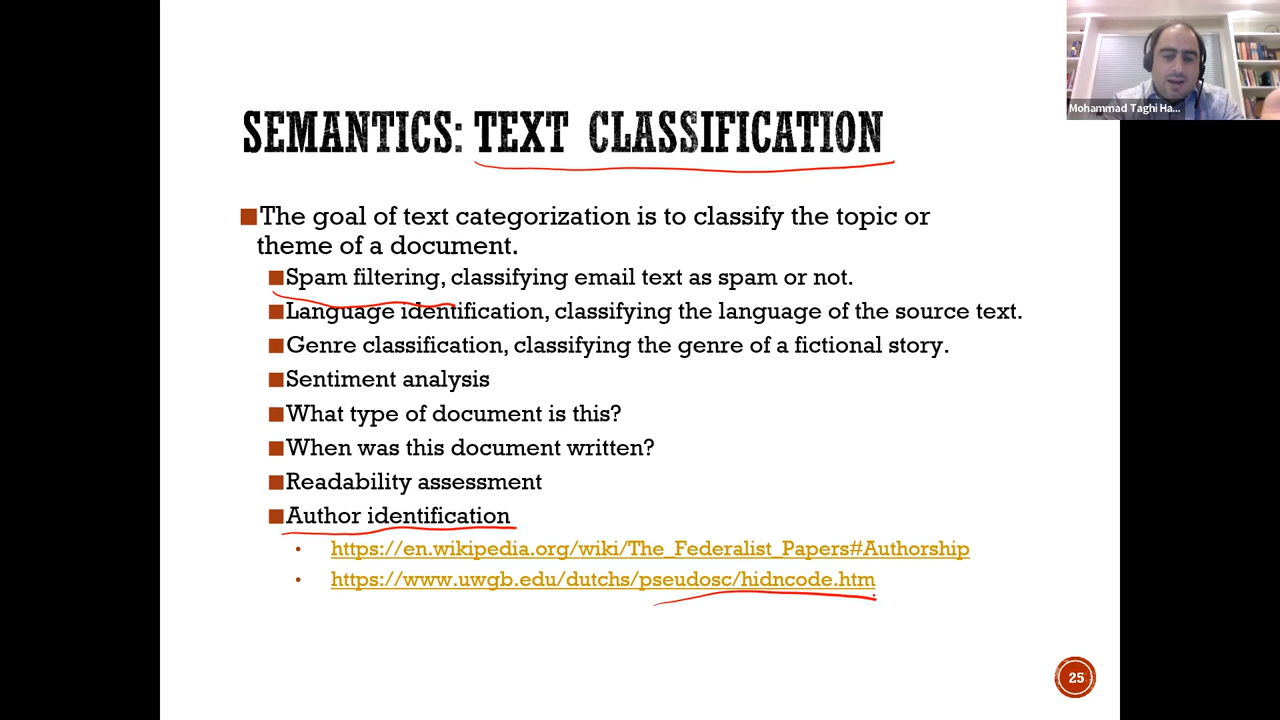 Mohammad Taghi Ha...
SEMANTICS: TEXT CLASSIFICATION
The goal of text categorization is to classify the topic or
theme of a document.
Spam filtering, classifying email text as spam or not.
Language identification, classifying the language of the source text.
Genre classification, classifying the genre of a fictional story.
Sentiment analysis
What type of document is this?
When was this document written?
Readability assessment
Author identification
• https://en.wikipedia.org/wiki/The_Federalist_Papers#Authorship
• https://www.uwgb.edu/dutchs/pseudosc/hidncode.htm
25